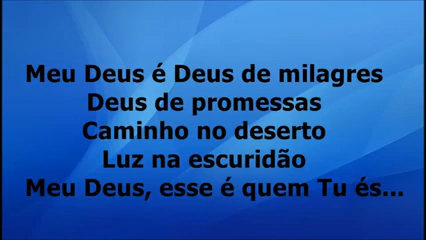 Meu Deus é Deus de milagres
Deus de promessas
Caminho no deserto
Luz na escuridão
Meu Deus, esse é quem Tu és...